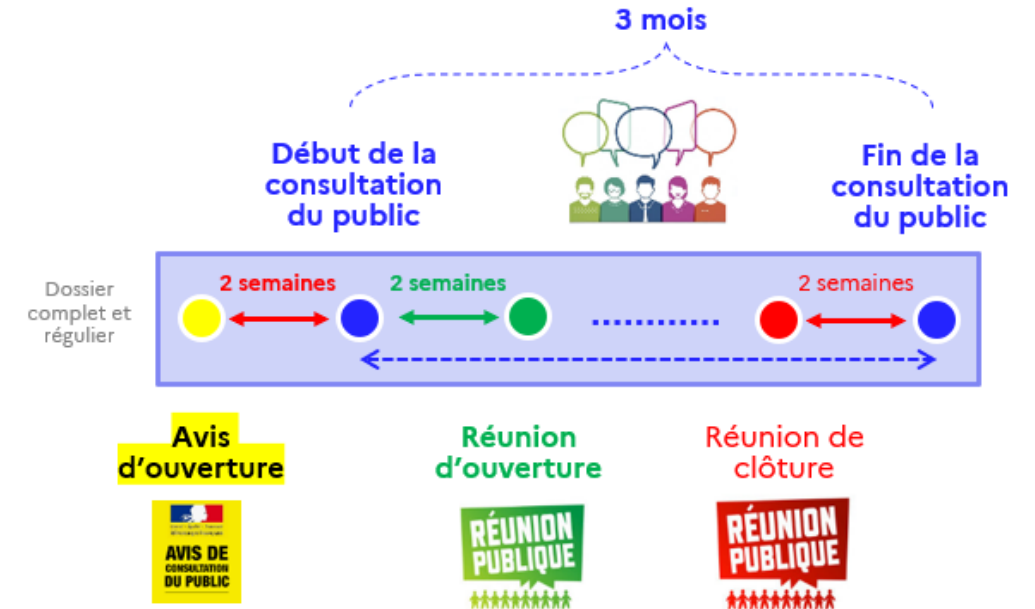 3 mois
Début de la
consultation
du public
Fin de la
consultation
du public
Dossier
complet et
régulier
2 semaines
2 semaines
2 semaines
Avis
d'ouverture
Réunion
d'ouverture
Réunion de
clôture
AVIS DE
CONSULTATION
DU PUBLIC
RÉUNION
PUBLIQUE
RÉUNION
PUBLIQUE